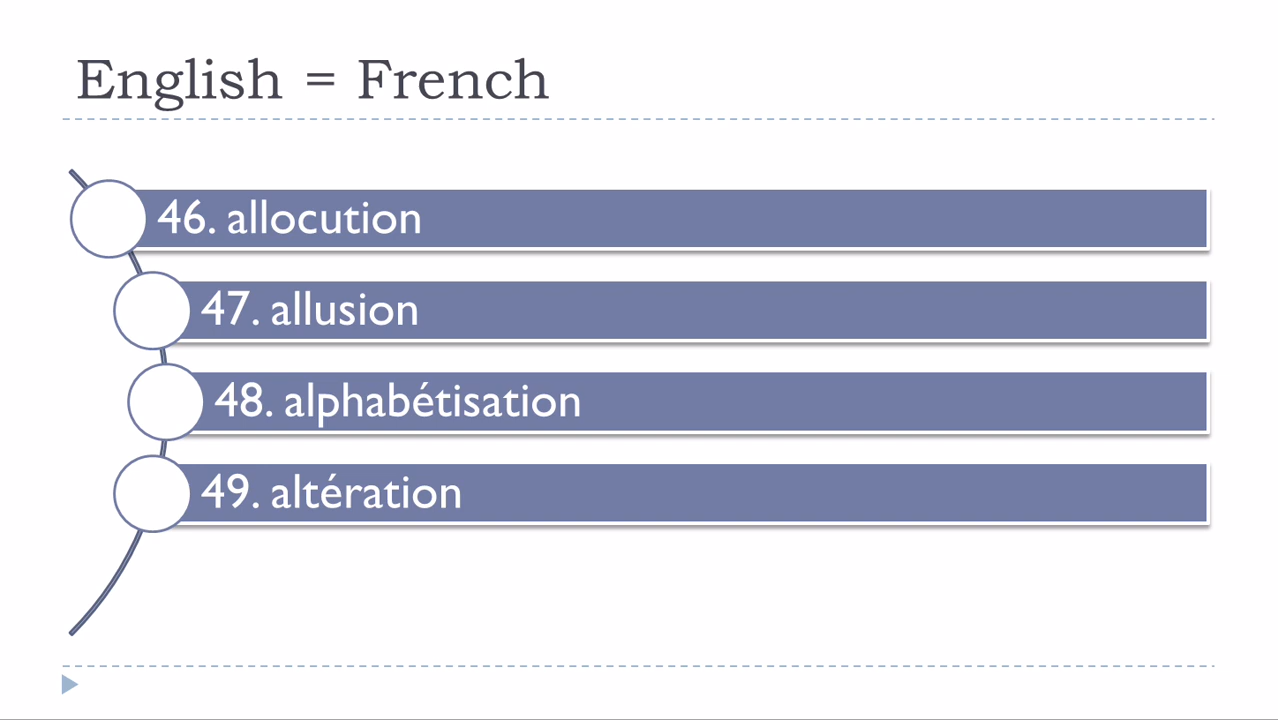 English = French
46. allocution
47. allusion
48. alphabétisation
49. altération